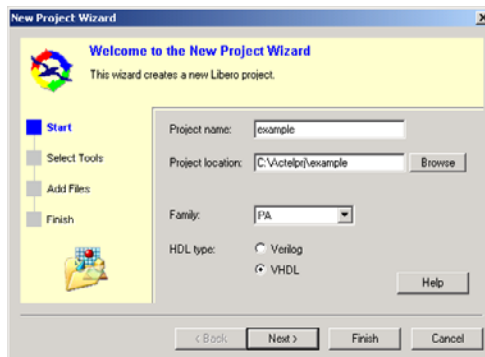 New Project Wizard
Welcome to the New Project Wizard
This wizard creates a new Libero project.
Start
Select Tools
Add Files
Finish
Project name: example
Project location: C:\Actelprj\example Browse
Family: PA
HDL type: Verilog
VHDL
Help
< Back Next > Finish Cancel